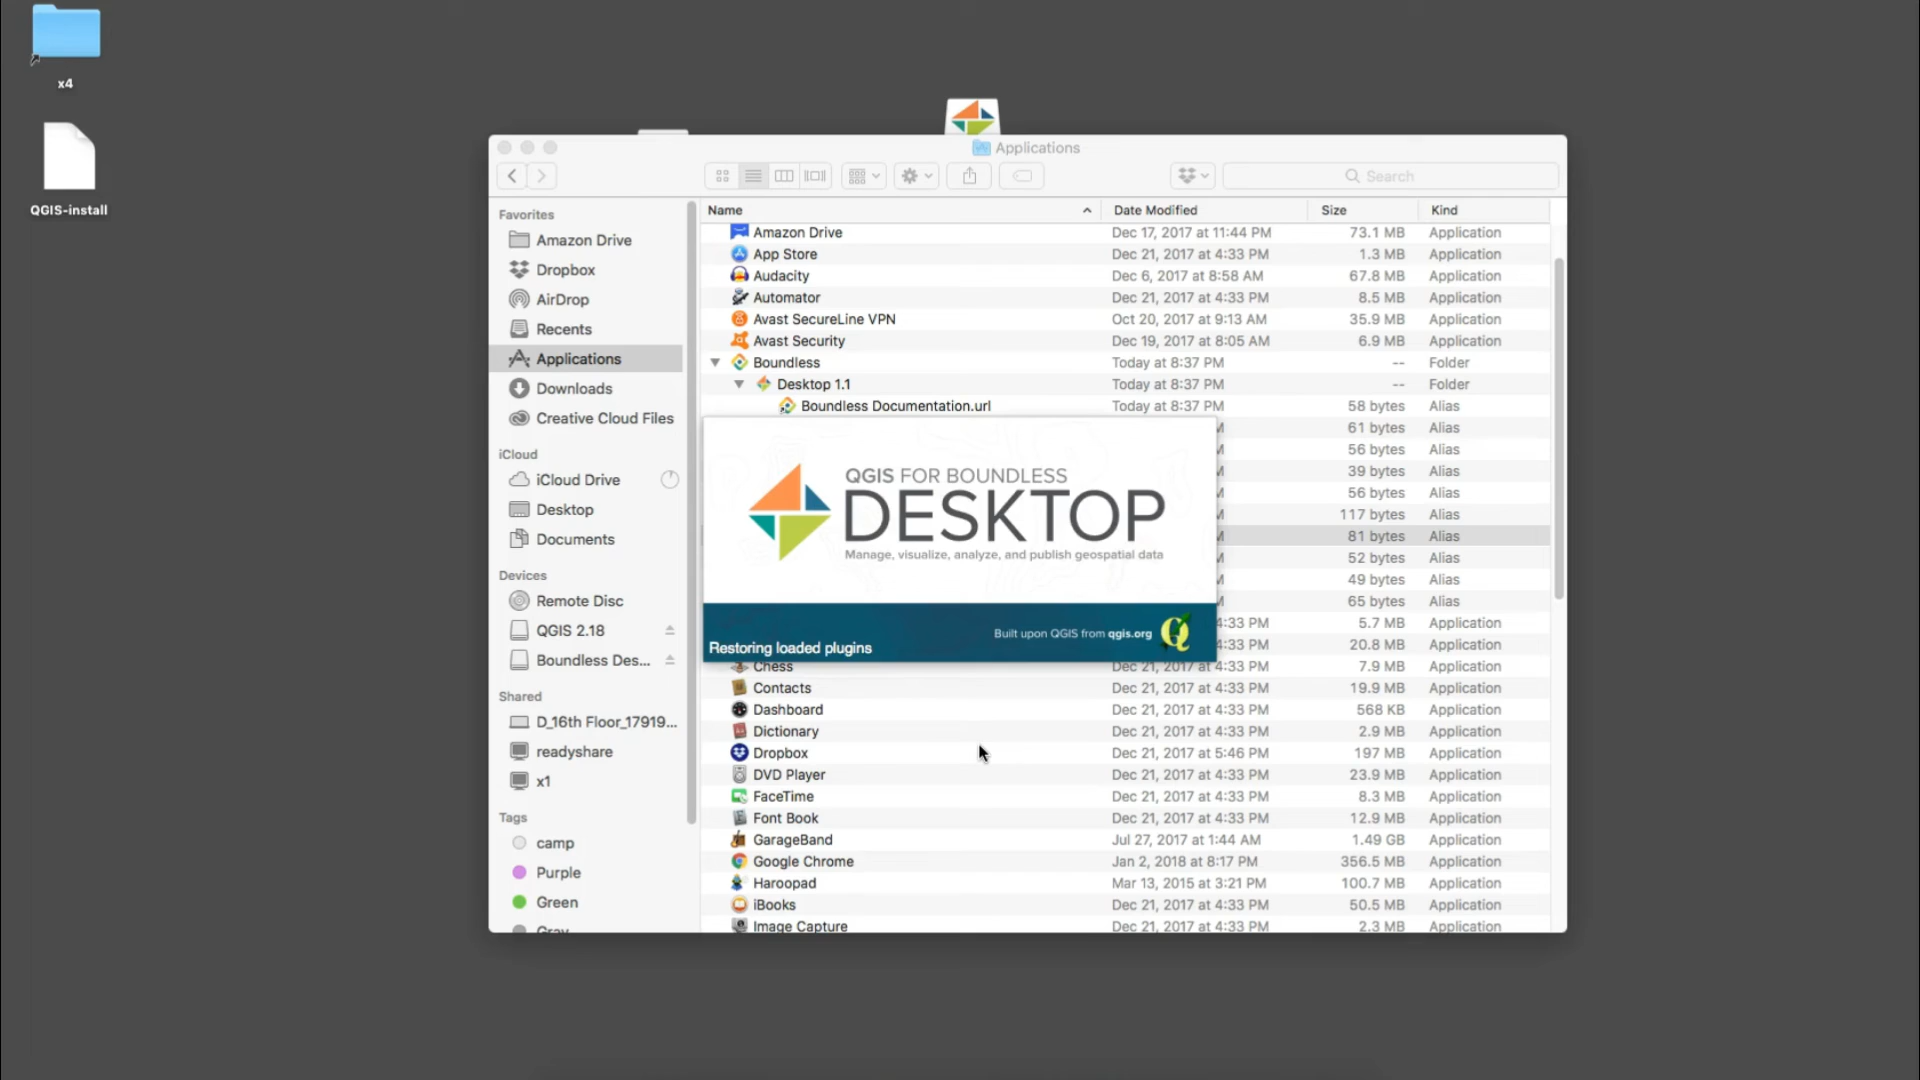 x4
QGIS-install
Applications
Search
Favorites
Amazon Drive
Dropbox
AirDrop
Recents
Applications
Downloads
Creative Cloud Files
iCloud
iCloud Drive
Desktop
Documents
Devices
Remote Disc
QGIS 2.18
Boundless Des...
Shared
D_16th Floor_17919...
readyshare
x1
Tags
camp
Purple
Green
Gray
Name Date Modified Size Kind
Amazon Drive Dec 17, 2017 at 11:44 PM 73.1 MB Application
App Store Dec 21, 2017 at 4:33 PM 1.3 MB Application
Audacity Dec 6, 2017 at 8:58 AM 67.8 MB Application
Automator Dec 21, 2017 at 4:33 PM 8.5 MB Application
Avast SecureLine VPN Oct 20, 2017 at 9:13 AM 35.9 MB Application
Avast Security Dec 19, 2017 at 8:05 AM 6.9 MB Application
Boundless Today at 8:37 PM -- Folder
Desktop 1.1 Today at 8:37 PM -- Folder
Boundless Documentation.url Today at 8:37 PM 58 bytes Alias
61 bytes Alias
56 bytes Alias
39 bytes Alias
56 bytes Alias
117 bytes Alias
81 bytes Alias
52 bytes Alias
49 bytes Alias
65 bytes Alias
4:33 PM 5.7 MB Application
4:33 PM 20.8 MB Application
QGIS FOR BOUNDLESS
DESKTOP
Manage, visualize, analyze, and publish geospatial data
Built upon QGIS from qgis.org
Restoring loaded plugins
Chess Dec 21, 2017 at 4:33 PM 7.9 MB Application
Contacts Dec 21, 2017 at 4:33 PM 19.9 MB Application
Dashboard Dec 21, 2017 at 4:33 PM 568 KB Application
Dictionary Dec 21, 2017 at 4:33 PM 2.9 MB Application
Dropbox Dec 21, 2017 at 5:46 PM 197 MB Application
DVD Player Dec 21, 2017 at 4:33 PM 23.9 MB Application
FaceTime Dec 21, 2017 at 4:33 PM 8.3 MB Application
Font Book Dec 21, 2017 at 4:33 PM 12.9 MB Application
GarageBand Jul 27, 2017 at 1:44 AM 1.49 GB Application
Google Chrome Jan 2, 2018 at 8:17 PM 356.5 MB Application
Haroopad Mar 13, 2015 at 3:21 PM 100.7 MB Application
iBooks Dec 21, 2017 at 4:33 PM 50.5 MB Application
Image Capture Dec 21, 2017 at 4:33 PM 2.3 MB Application